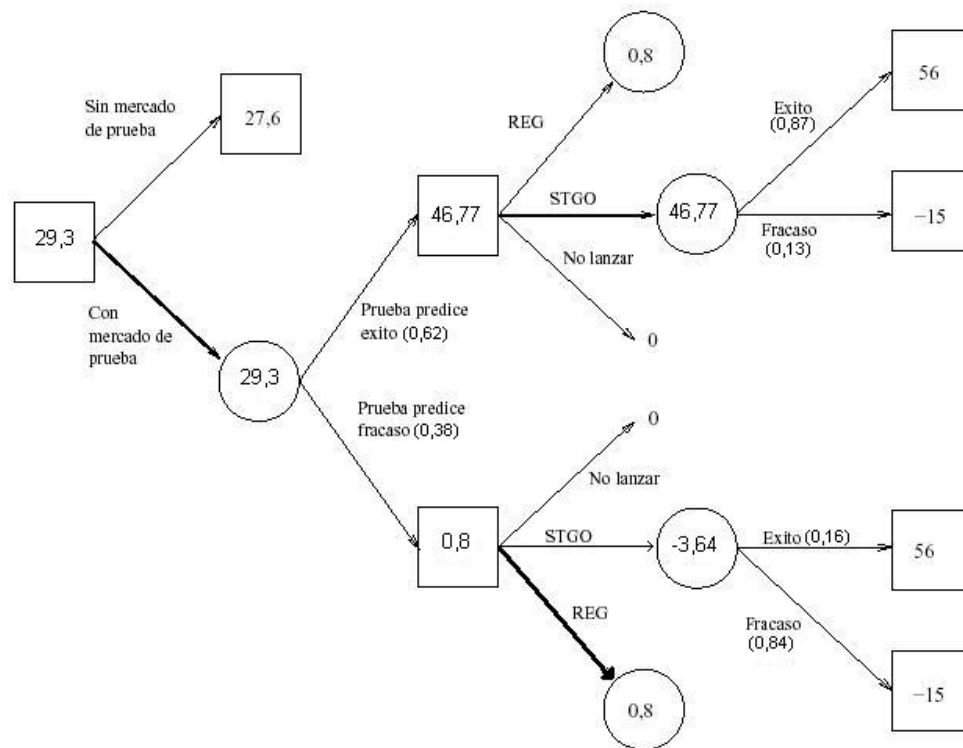 0,8
56
Exito
(0,87)
REG
Sin mercado
de prueba
27,6
46,77
STGO
46,77
Fracaso
(0,13)
−15
29,3
No lanzar
Con
mercado de
prueba
Prueba predice
exito (0,62)
0
29,3
Prueba predice
fracaso (0,38)
0
No lanzar
0,8
STGO
-3,64
Exito (0,16)
56
REG
Fracaso
(0,84)
−15
0,8